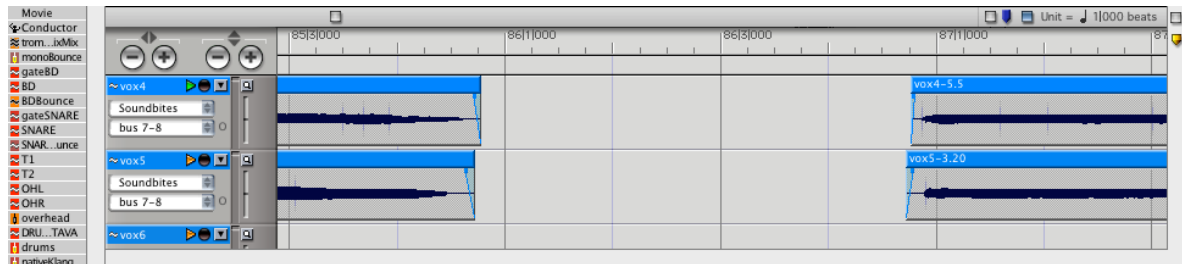 Movie
Conductor
trom...ixMix
monoBounce
gateBD
BD
BDBounce
gateSNARE
SNARE
SNAR...unce
T1
T2
OHL
OHR
overhead
DRU...TAVA
drums
nativeKlang
Unit = 1|000 beats
85|3|000
86|1|000
86|3|000
87|1|000
87
vox4
Soundbites
bus 7-8
vox4-5.5
vox5
Soundbites
bus 7-8
vox5-3.20
vox6